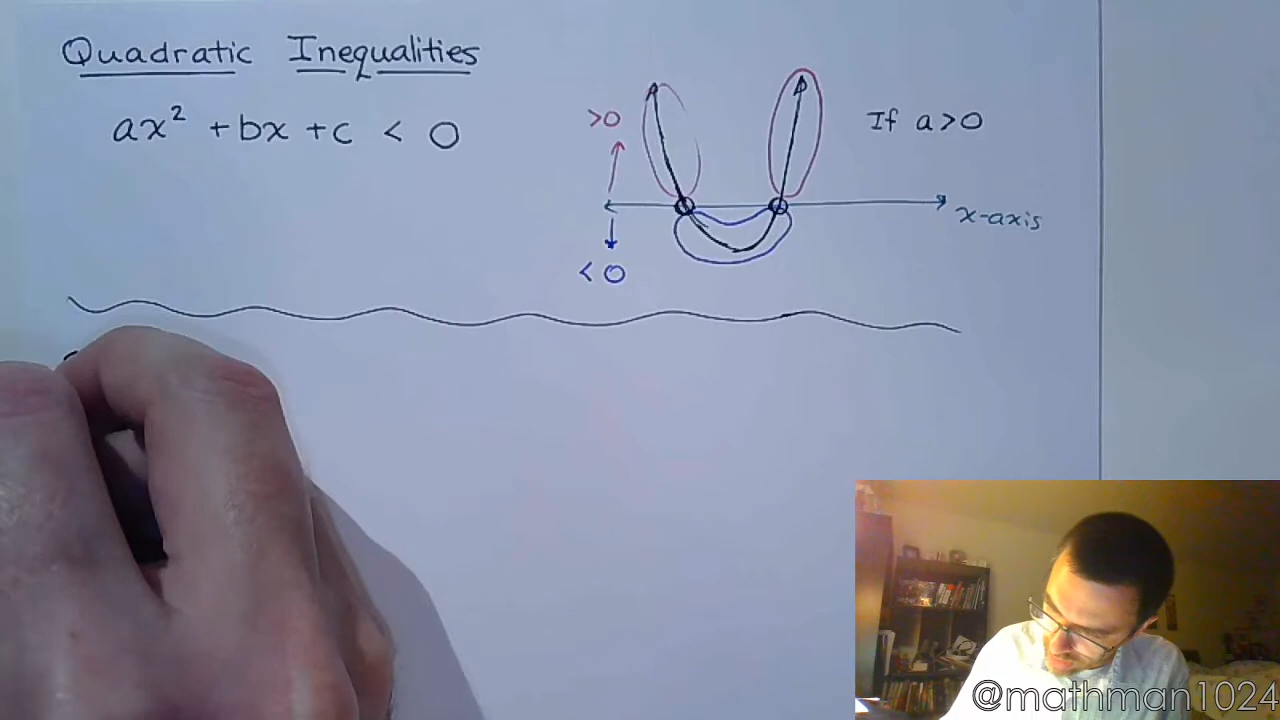 Quadratic Inequalities
ax² + bx + c < 0
>0
If a > 0
x-axis
< 0
@mathman1024